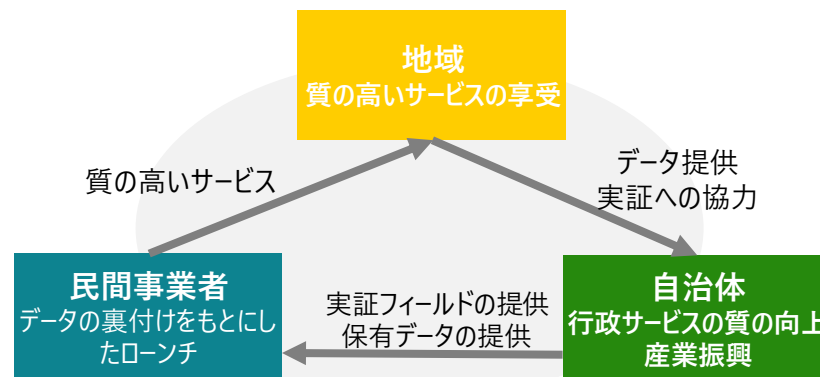 地域
質の高いサービスの享受
質の高いサービス
データ提供
実証への協力
民間事業者
データの裏付けをもとにし
たローンチ
実証フィールドの提供
保有データの提供
自治体
行政サービスの質の向上
産業振興